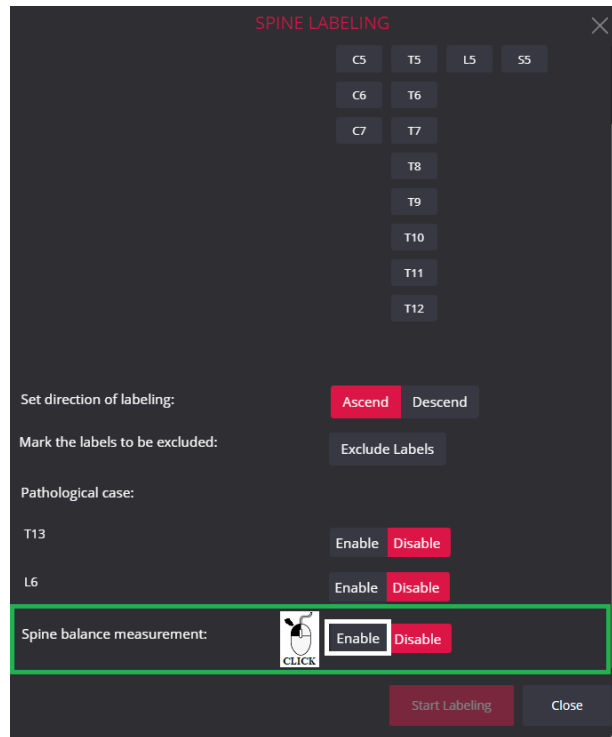 SPINE LABELING
C5 T5 L5 S5
C6 T6
C7 T7
T8
T9
T10
T11
T12
Set direction of labeling: Ascend Descend
Mark the labels to be excluded: Exclude Labels
Pathological case:
T13 Enable Disable
L6 Enable Disable
Spine balance measurement: CLICK Enable Disable
Start Labeling Close